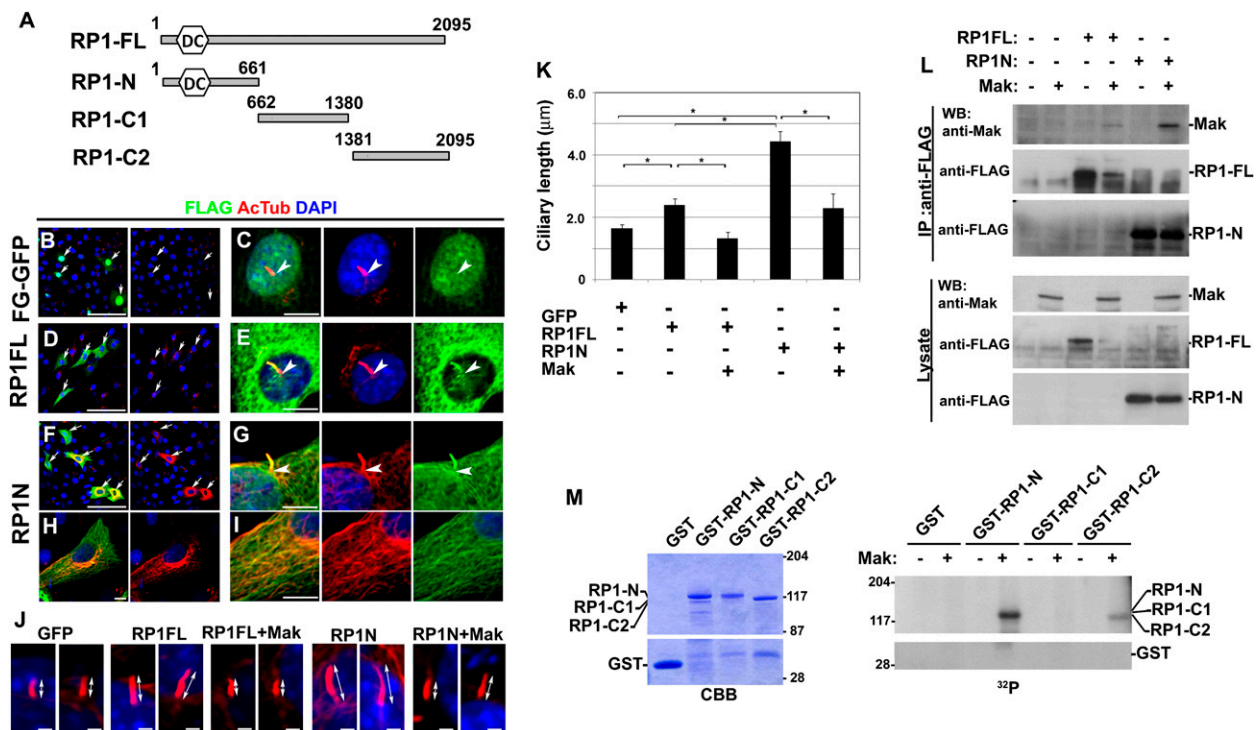 A
1
2095
RP1-FL
DC
1
661
RP1-N
DC
662
1380
RP1-C1
1381
2095
RP1-C2
FLAG AcTub DAPI
FG-GFP
B
C
RP1FL
D
E
RP1N
F
G
H
I
J
GFP
RP1FL
RP1FL+Mak
RP1N
RP1N+Mak
K
Ciliary length (μm)
6.0
* * * * *
4.0
2.0
0
GFP + - - - -
RP1FL - + + - -
RP1N - - - + +
Mak - - + - +
L
RP1FL: - - + + - -
RP1N: - - - - + +
Mak: - + - + - +
IP :anti-FLAG
WB:
anti-Mak
-Mak
anti-FLAG
-RP1-FL
anti-FLAG
-RP1-N
Lysate
WB:
anti-Mak
-Mak
anti-FLAG
-RP1-FL
anti-FLAG
-RP1-N
M
GST GST-RP1-N GST-RP1-C1 GST-RP1-C2
-204
RP1-N
-117
RP1-C1
RP1-C2
-87
GST-
-28
CBB
GST GST-RP1-N GST-RP1-C1 GST-RP1-C2
Mak: - + - + - + - +
204-
RP1-N
RP1-C1
117-
RP1-C2
-GST
28-
³²P